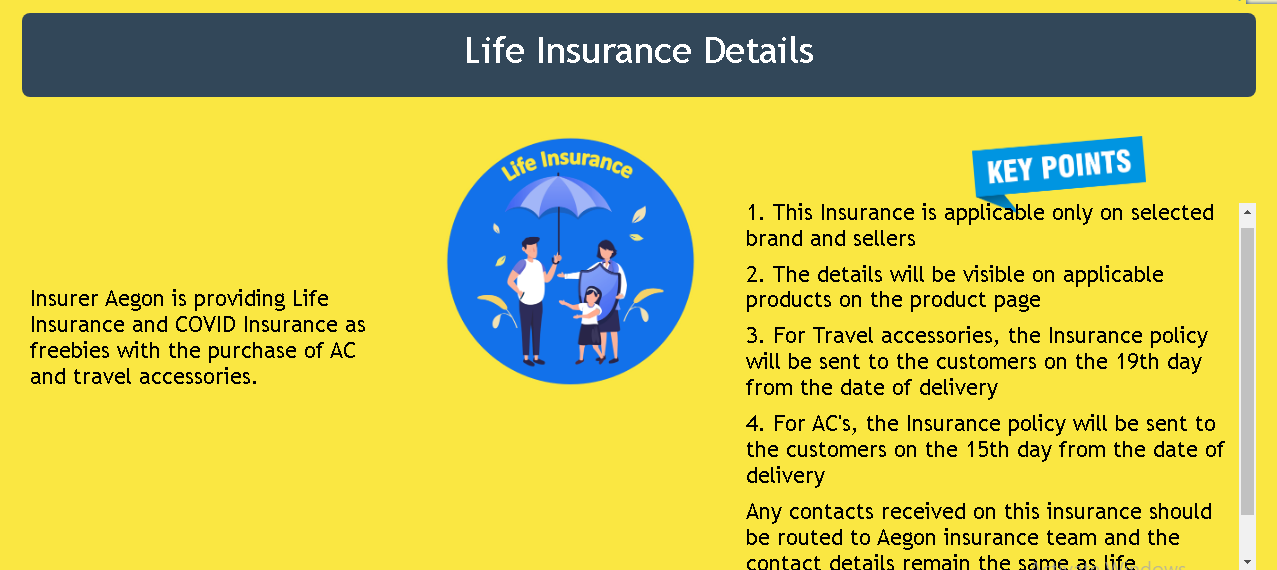 Life Insurance Details
Life Insurance
Insurer Aegon is providing Life
Insurance and COVID Insurance as
freebies with the purchase of AC
and travel accessories.
KEY POINTS
1. This Insurance is applicable only on selected
brand and sellers
2. The details will be visible on applicable
products on the product page
3. For Travel accessories, the Insurance policy
will be sent to the customers on the 19th day
from the date of delivery
4. For AC's, the Insurance policy will be sent to
the customers on the 15th day from the date of
delivery
Any contacts received on this insurance should
be routed to Aegon insurance team and the
contact details remain the same as life